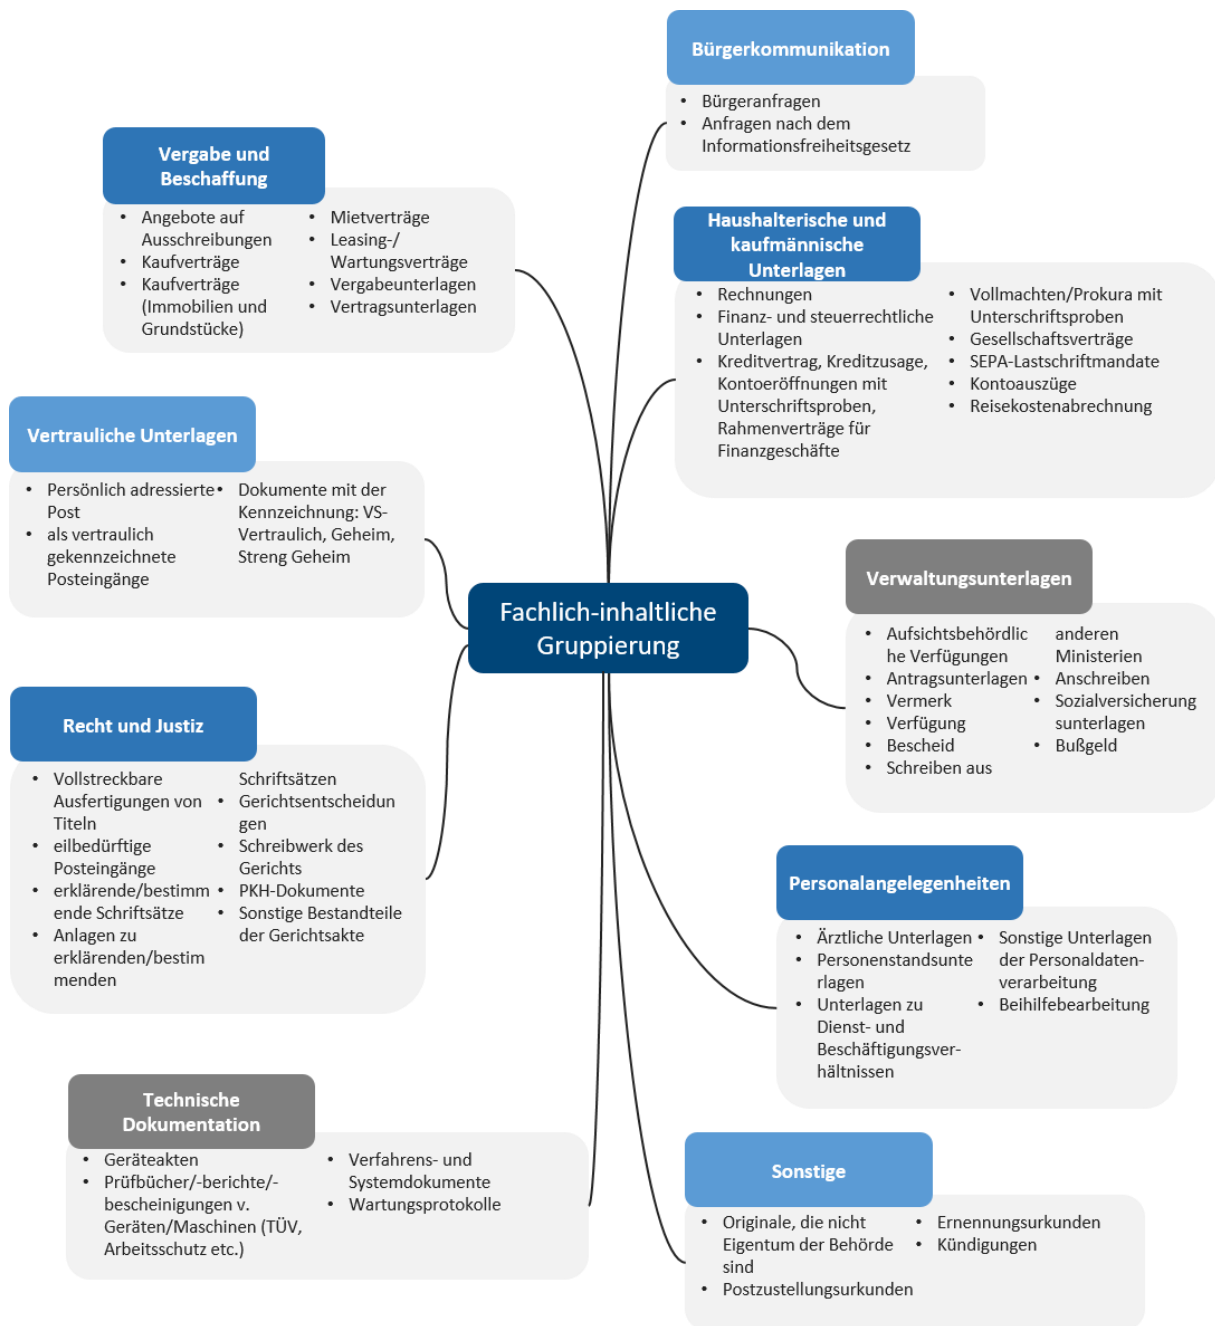 Bürgerkommunikation
• Bürgeranfragen
• Anfragen nach dem
Informationsfreiheitsgesetz
Vergabe und
Beschaffung
• Angebote auf
Ausschreibungen
• Kaufverträge
• Kaufverträge
(Immobilien und
Grundstücke)
• Mietverträge
• Leasing-/
Wartungsverträge
• Vergabeunterlagen
• Vertragsunterlagen
Haushalterische und
kaufmännische
Unterlagen
• Rechnungen
• Finanz- und steuerrechtliche
Unterlagen
• Kreditvertrag, Kreditzusage,
Kontoeröffnungen mit
Unterschriftsproben,
Rahmenverträge für
Finanzgeschäfte
• Vollmachten/Prokura mit
Unterschriftsproben
• Gesellschaftsverträge
• SEPA-Lastschriftmandate
• Kontoauszüge
• Reisekostenabrechnung
Vertrauliche Unterlagen
• Persönlich adressierte
Post
• als vertraulich
gekennzeichnete
Posteingänge
• Dokumente mit der
Kennzeichnung: VS-
Vertraulich, Geheim,
Streng Geheim
Fachlich-inhaltliche
Gruppierung
Verwaltungsunterlagen
• Aufsichtsbehördlic
he Verfügungen
• Antragsunterlagen
• Vermerk
• Verfügung
• Bescheid
• Schreiben aus
anderen
Ministerien
• Anschreiben
• Sozialversicherung
sunterlagen
• Bußgeld
Recht und Justiz
• Vollstreckbare
Ausfertigungen von
Titeln
• eilbedürftige
Posteingänge
• erklärende/bestimm
ende Schriftsätze
• Anlagen zu
erklärenden/bestim
menden
Schriftsätzen
• Gerichtsentscheidun
gen
• Schreibwerk des
Gerichts
• PKH-Dokumente
• Sonstige Bestandteile
der Gerichtsakte
Personalangelegenheiten
• Ärztliche Unterlagen
• Personenstandsunte
rlagen
• Unterlagen zu
Dienst- und
Beschäftigungsver-
hältnissen
• Sonstige Unterlagen
der Personaldaten-
verarbeitung
• Beihilfebearbeitung
Technische
Dokumentation
• Geräteakten
• Prüfbücher/-berichte/-
bescheinigungen v.
Geräten/Maschinen (TÜV,
Arbeitsschutz etc.)
• Verfahrens- und
Systemdokumente
• Wartungsprotokolle
Sonstige
• Originale, die nicht
Eigentum der Behörde
sind
• Postzustellungsurkunden
• Ernennungsurkunden
• Kündigungen